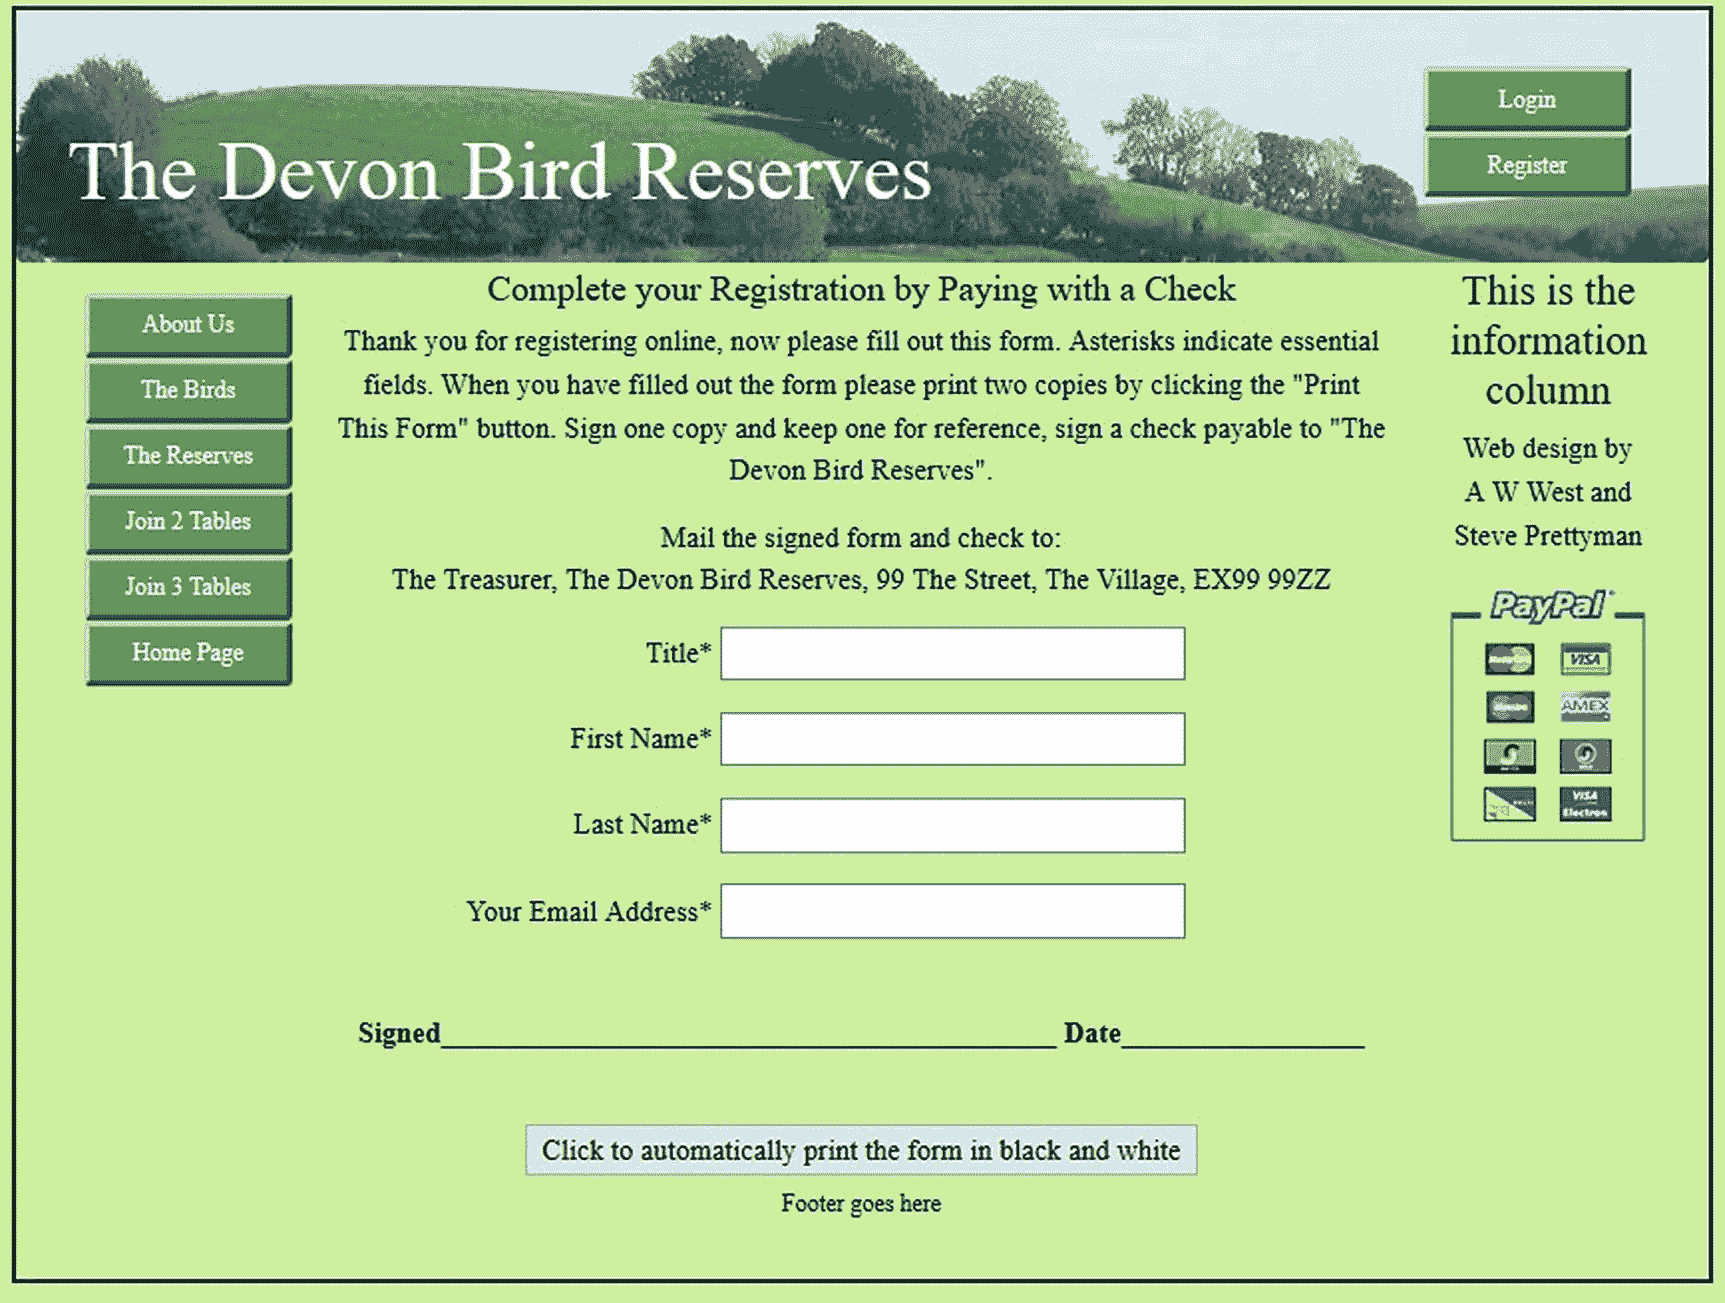 The Devon Bird Reserves
Login
Register
About Us
The Birds
The Reserves
Join 2 Tables
Join 3 Tables
Home Page
Complete your Registration by Paying with a Check
Thank you for registering online, now please fill out this form. Asterisks indicate essential
fields. When you have filled out the form please print two copies by clicking the "Print
This Form" button. Sign one copy and keep one for reference, sign a check payable to "The
Devon Bird Reserves".
Mail the signed form and check to:
The Treasurer, The Devon Bird Reserves, 99 The Street, The Village, EX99 99ZZ
Title*
First Name*
Last Name*
Your Email Address*
Signed Date
Click to automatically print the form in black and white
Footer goes here
This is the
information
column
Web design by
A W West and
Steve Prettyman
PayPal
VISA
AMEX
VISA
Electron